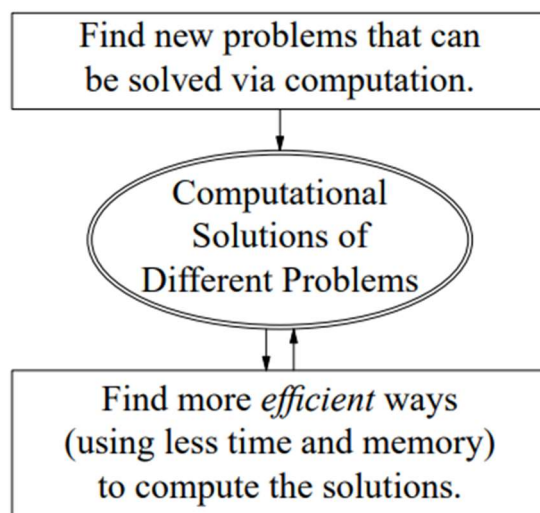 Find new problems that can
be solved via computation.
Computational
Solutions of
Different Problems
Find more efficient ways
(using less time and memory)
to compute the solutions.